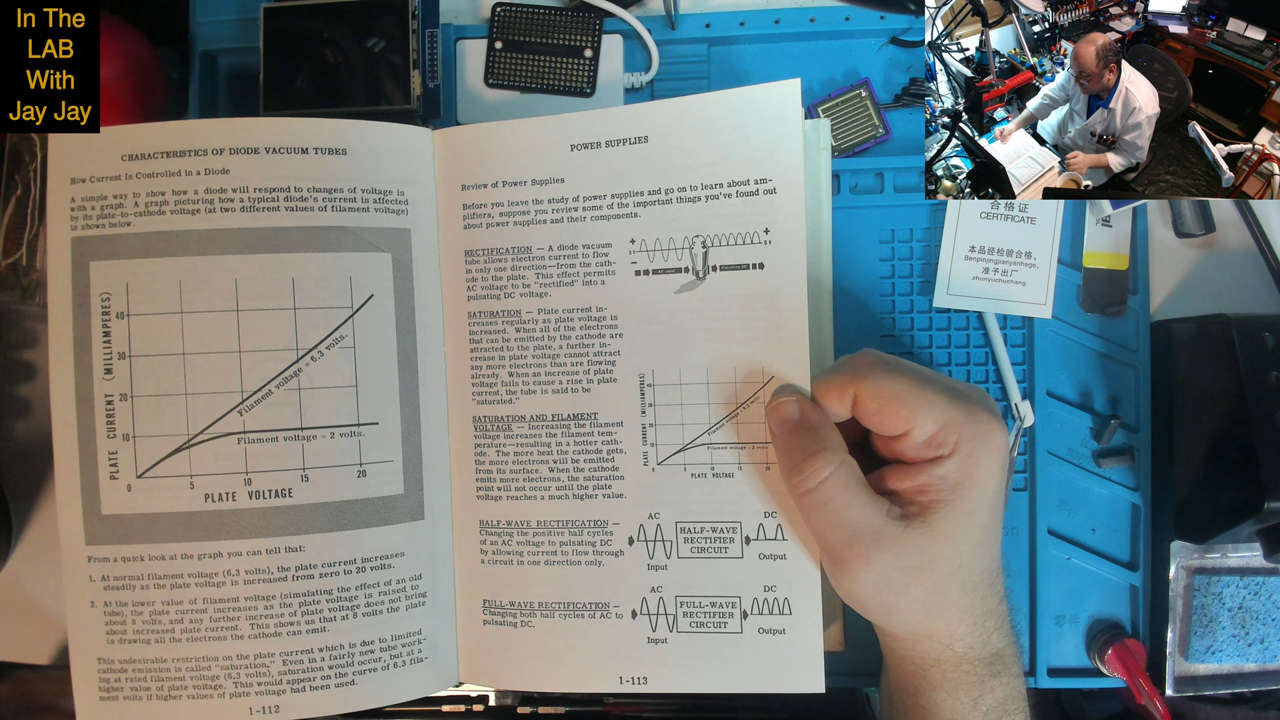 In The
LAB
With
Jay Jay
CHARACTERISTICS OF DIODE VACUUM TUBES
How Current Is Controlled in a Diode
A simple way to show how a diode will respond to changes of voltage is
with a graph. A graph picturing how a typical diode's current is affected
by its plate-to-cathode voltage (at two different values of filament voltage)
is shown below.
PLATE CURRENT (MILLIAMPERES)
40
30
20
10
0
5
10
15
20
Filament voltage = 6.3 volts.
Filament voltage = 2 volts.
PLATE VOLTAGE
From a quick look at the graph you can tell that:
1. At normal filament voltage (6.3 volts), the plate current increases
steadily as the plate voltage is increased from zero to 20 volts.
2. At the lower value of filament voltage (simulating the effect of an old
tube), the plate current increases as the plate voltage is raised to
about 8 volts, and any further increase of plate voltage does not bring
about increased plate current. This shows us that at 8 volts the plate
is drawing all the electrons the cathode can emit.
This undesirable restriction on the plate current which is due to limited
cathode emission is called "saturation." Even in a fairly new tube work-
ing at rated filament voltage (6.3 volts), saturation would occur, but at a
higher value of plate voltage. This would appear on the curve of 6.3 fila-
ment volts if higher values of plate voltage had been used.
1-112
POWER SUPPLIES
Review of Power Supplies
Before you leave the study of power supplies and go on to learn about am-
plifiers, suppose you review some of the important things you've found out
about power supplies and their components.
RECTIFICATION — A diode vacuum
tube allows electron current to flow
in only one direction—from the cath-
ode to the plate. This effect permits
AC voltage to be "rectified" into a
pulsating DC voltage.
SATURATION — Plate current in-
creases regularly as plate voltage is
increased. When all of the electrons
that can be emitted by the cathode are
attracted to the plate, a further in-
crease in plate voltage cannot attract
any more electrons than are flowing
already. When an increase of plate
voltage fails to cause a rise in plate
current, the tube is said to be
"saturated."
PLATE CURRENT (MILLIAMPERES)
Filament voltage = 2 volts
PLATE VOLTAGE
SATURATION AND FILAMENT
VOLTAGE — Increasing the filament
voltage increases the filament tem-
perature—resulting in a hotter cath-
ode. The more heat the cathode gets,
the more electrons will be emitted
from its surface. When the cathode
emits more electrons, the saturation
point will not occur until the plate
voltage reaches a much higher value.
HALF-WAVE RECTIFICATION —
Changing the positive half cycles
of an AC voltage to pulsating DC
by allowing current to flow through
a circuit in one direction only.
AC
Input
HALF-WAVE
RECTIFIER
CIRCUIT
DC
Output
FULL-WAVE RECTIFICATION —
Changing both half cycles of AC to
pulsating DC.
AC
Input
FULL-WAVE
RECTIFIER
CIRCUIT
DC
Output
1-113
合格证
CERTIFICATE
本品经检验合格,
Benpinjingjianyanhege,
准予出厂
zhunyuchuchang
零件